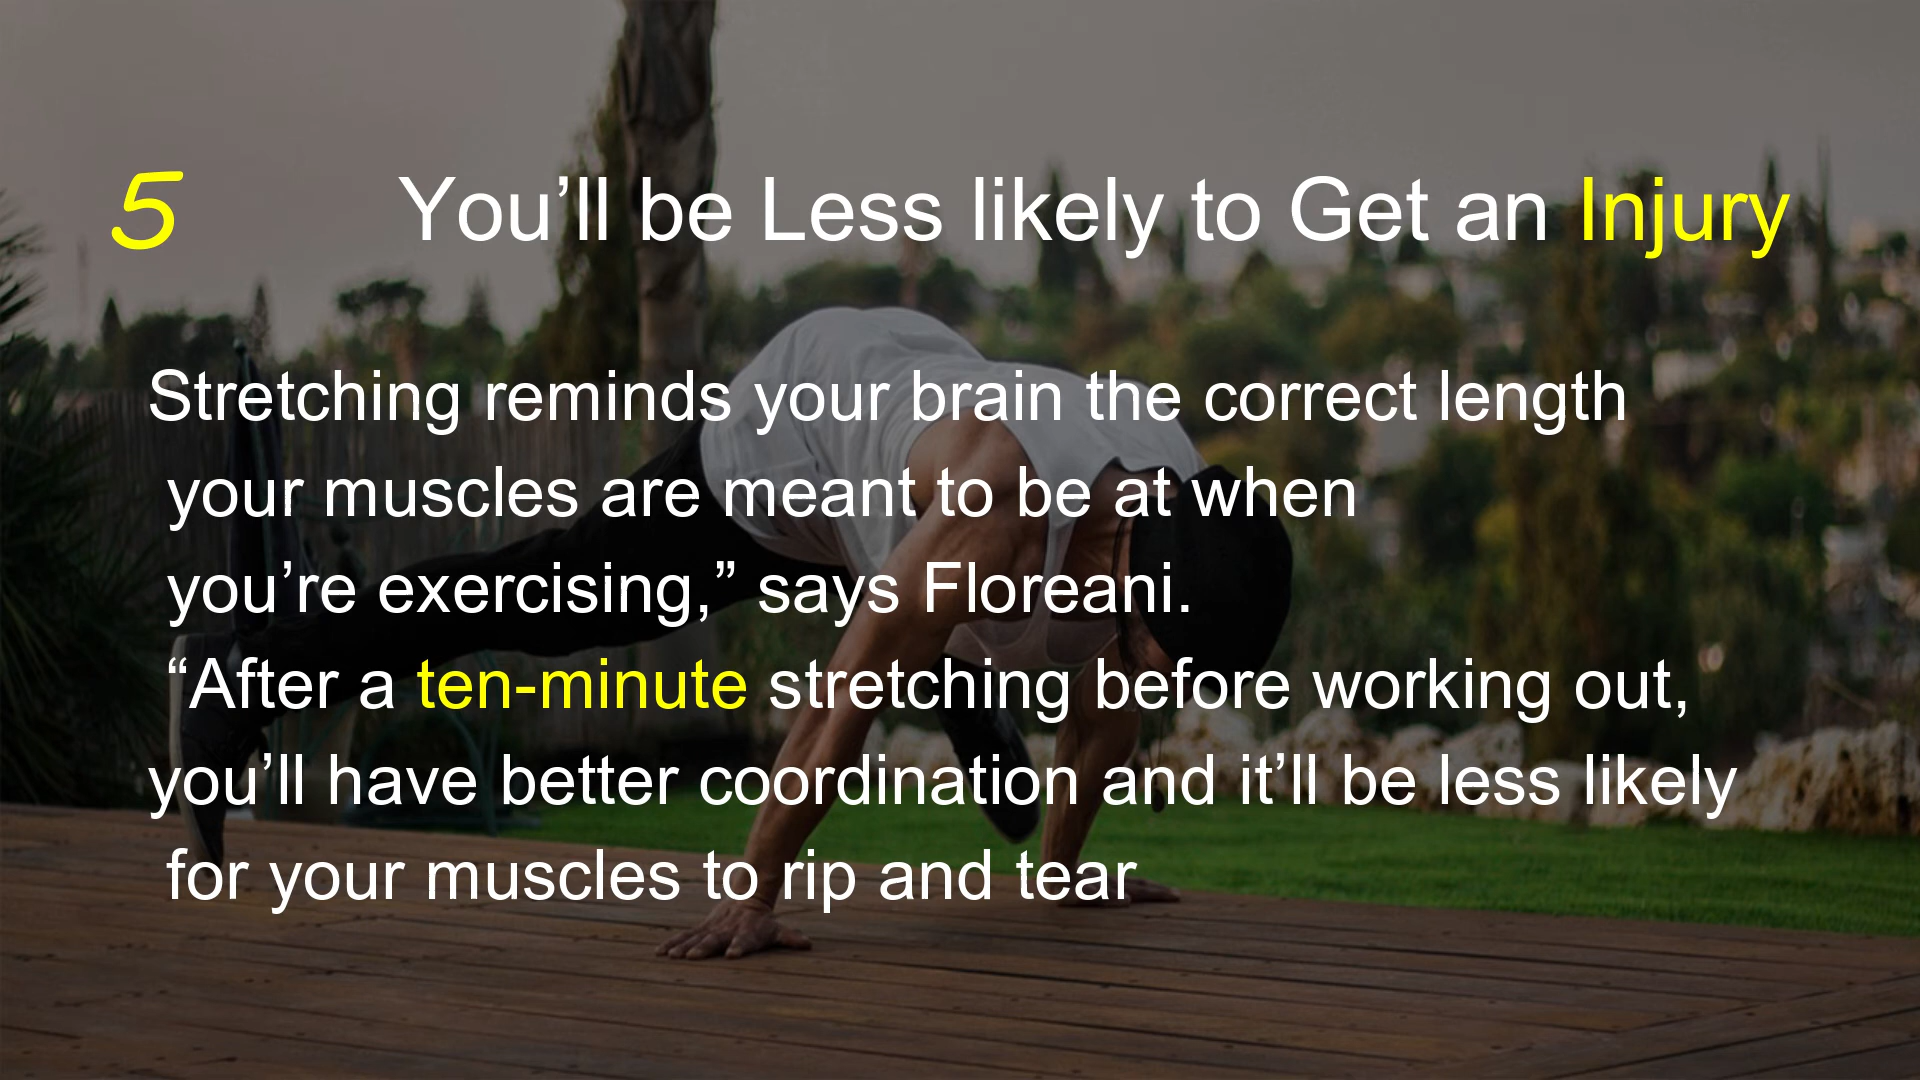 5 You’ll be Less likely to Get an Injury
Stretching reminds your brain the correct length
your muscles are meant to be at when
you’re exercising,” says Floreani.
“After a ten-minute stretching before working out,
you’ll have better coordination and it’ll be less likely
for your muscles to rip and tear